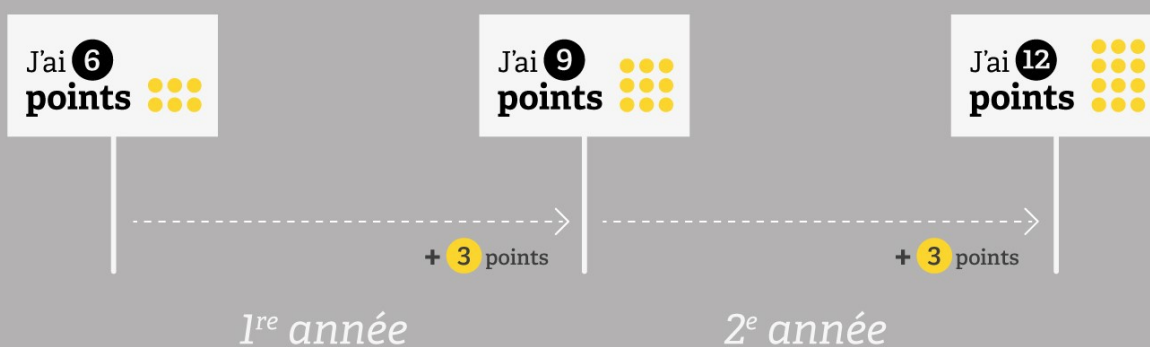 J'ai 6
points
J'ai 9
points
J'ai 12
points
+ 3 points
+ 3 points
1re année
2e année